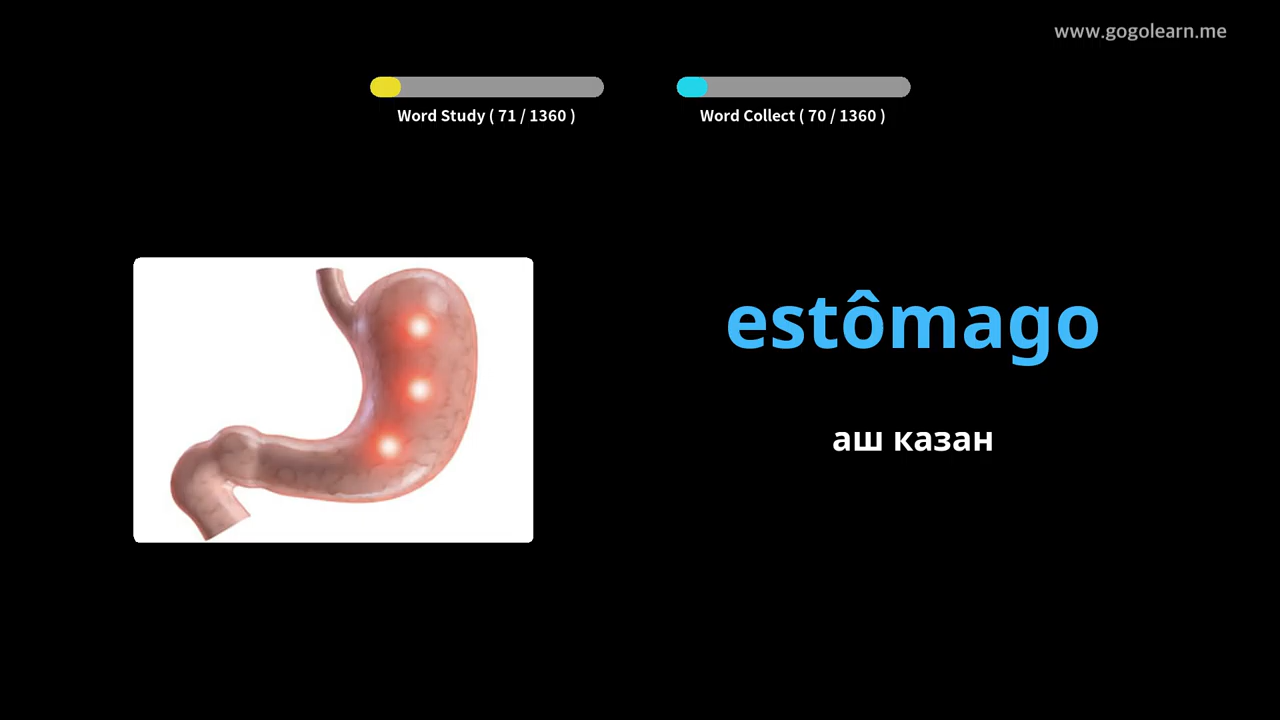 www.gogolearn.me
Word Study ( 71 / 1360 )
Word Collect ( 70 / 1360 )
estômago
аш казан